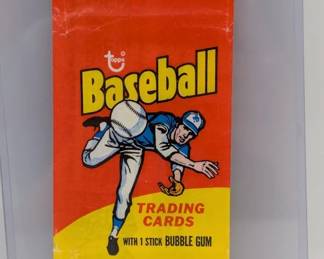 Topps
Baseball
TRADING
CARDS
WITH 1 STICK BUBBLE GUM